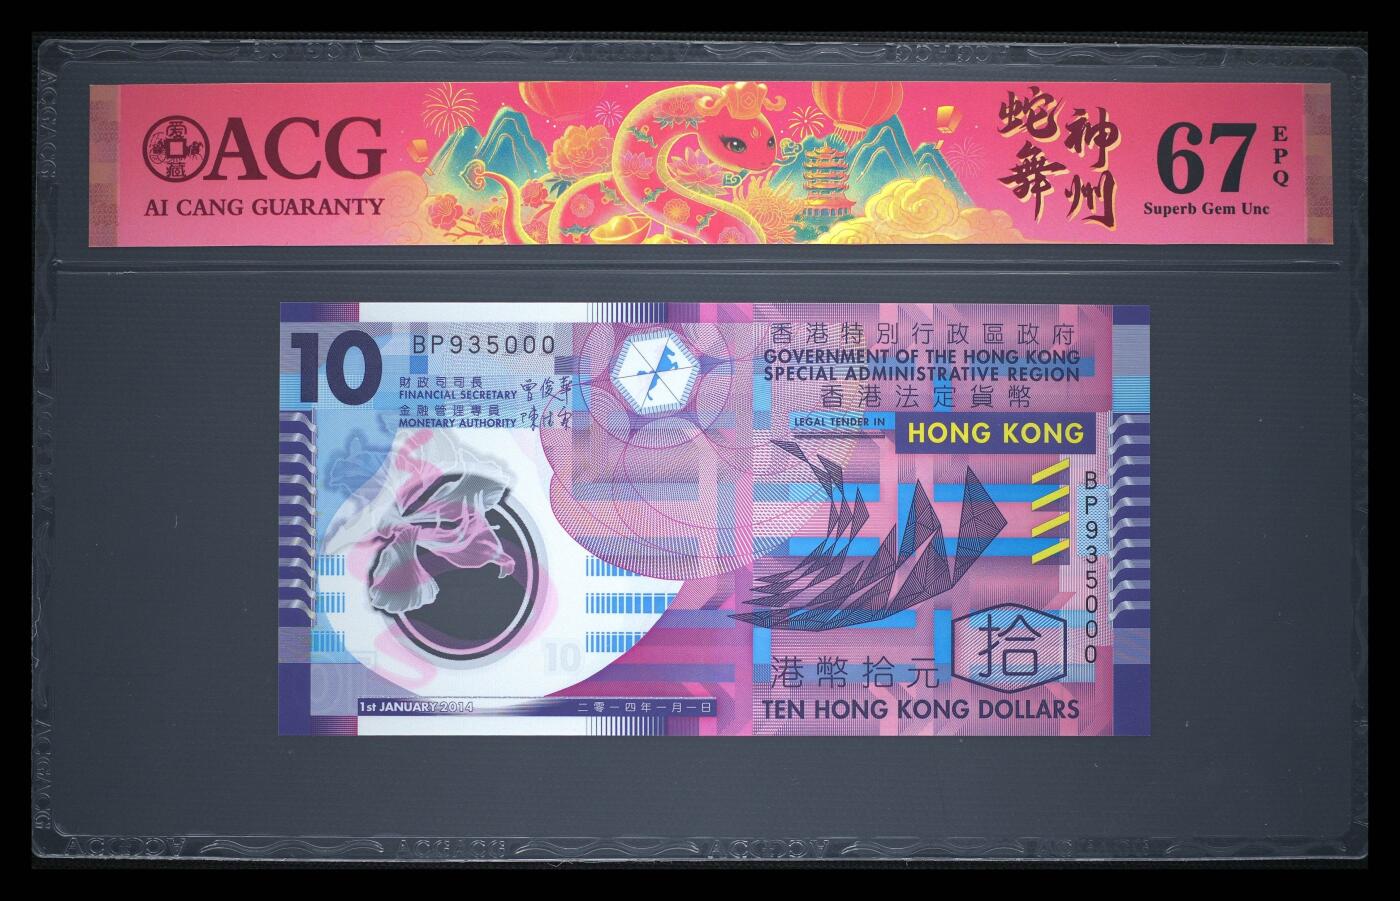 愛藏
ACG
AI CANG GUARANTY
神州
蛇舞
67
EPQ
Superb Gem Unc
10
BP935000
財政司司長
FINANCIAL SECRETARY
金融管理專員
MONETARY AUTHORITY
香港特別行政區政府
GOVERNMENT OF THE HONG KONG
SPECIAL ADMINISTRATIVE REGION
香港法定貨幣
LEGAL TENDER IN
HONG KONG
BP935000
10
港幣拾元
拾
1st JANUARY 2014
二零一四年一月一日
TEN HONG KONG DOLLARS